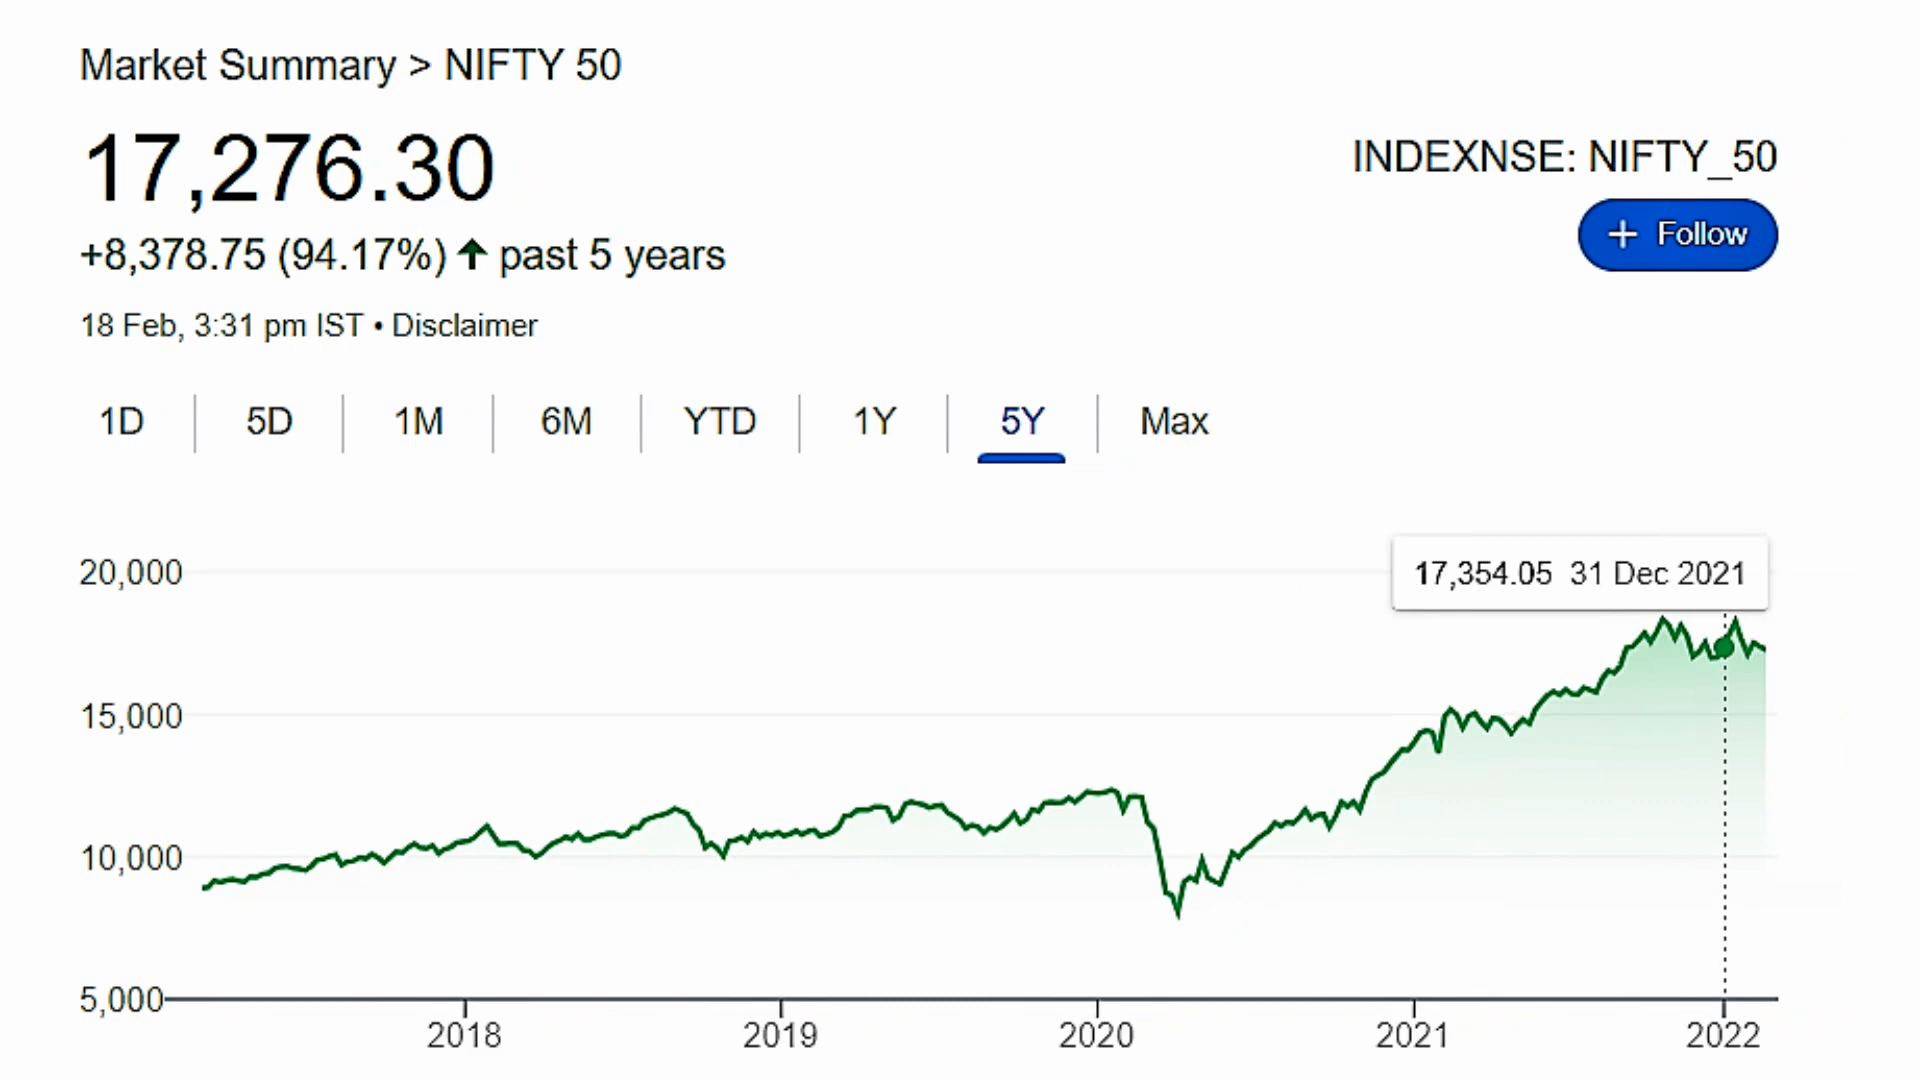 Market Summary > NIFTY 50
17,276.30
INDEXNSE: NIFTY_50
+ Follow
+8,378.75 (94.17%) ↑ past 5 years
18 Feb, 3:31 pm IST • Disclaimer
1D 5D 1M 6M YTD 1Y 5Y Max
17,354.05 31 Dec 2021
20,000
15,000
10,000
5,000
2018 2019 2020 2021 2022